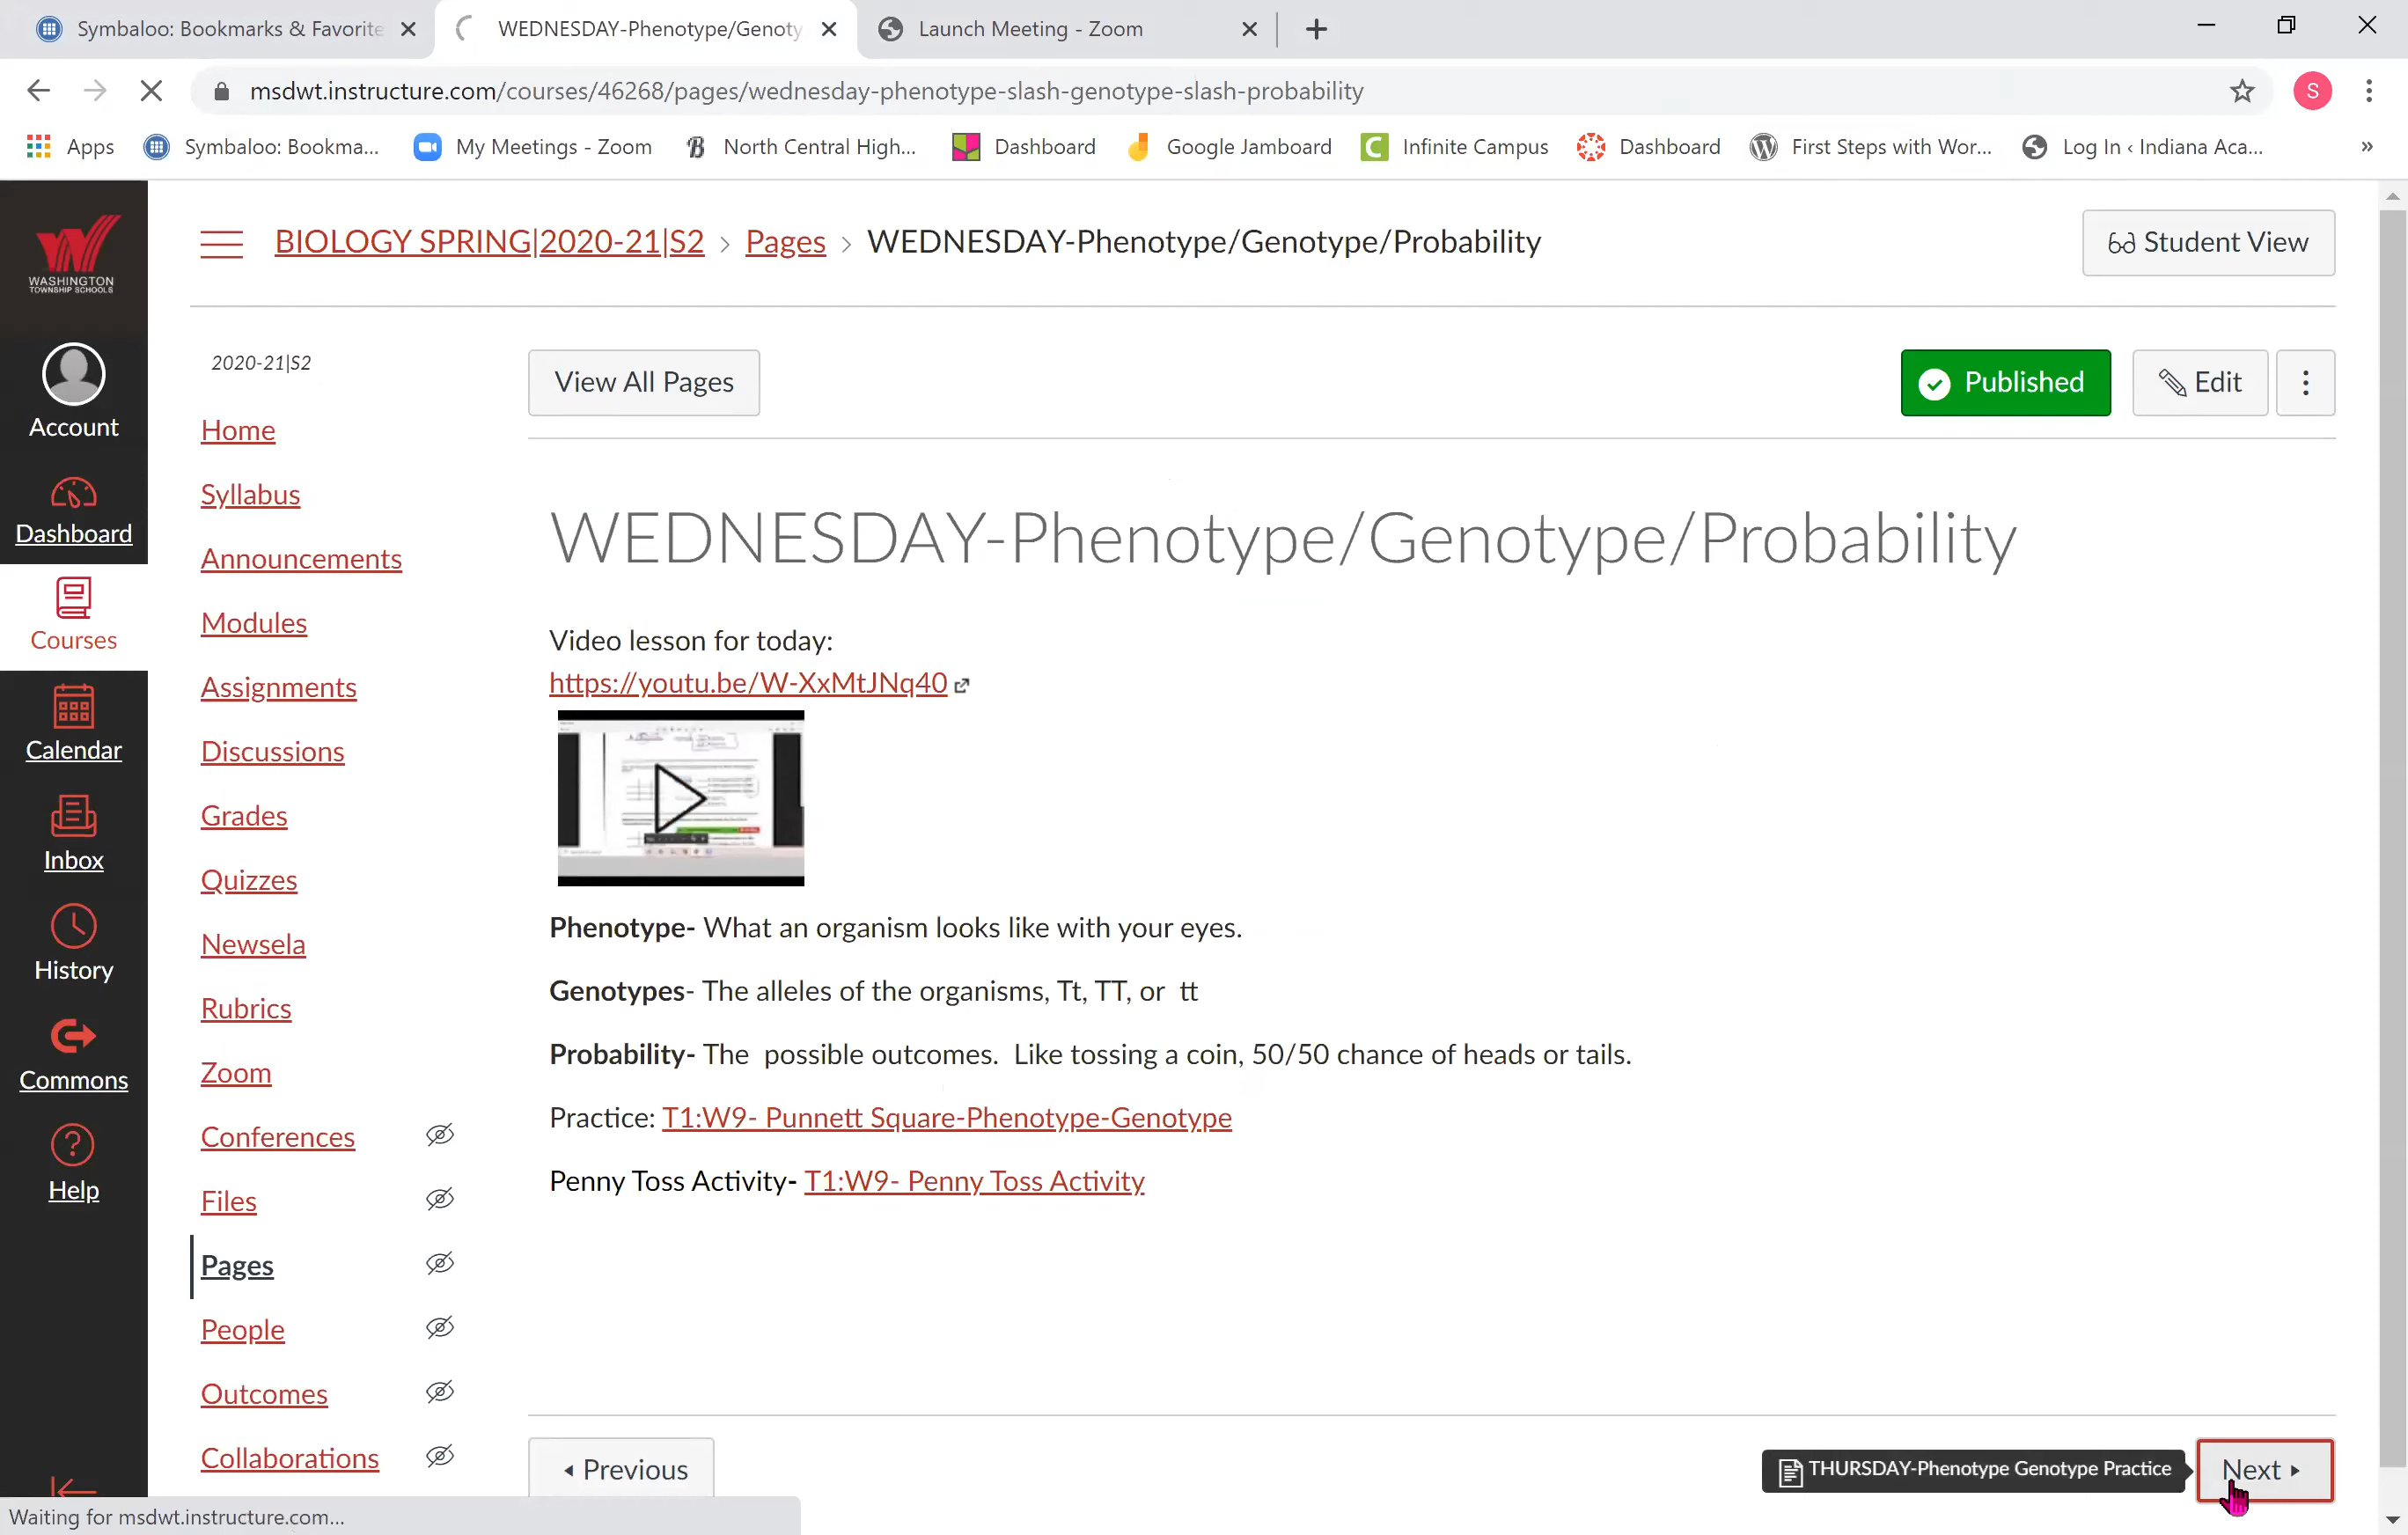 Symbaloo: Bookmarks & Favorite
WEDNESDAY-Phenotype/Genoty
Launch Meeting - Zoom
msdwt.instructure.com/courses/46268/pages/wednesday-phenotype-slash-genotype-slash-probability
S
Apps
Symbaloo: Bookma...
My Meetings - Zoom
North Central High...
Dashboard
Google Jamboard
Infinite Campus
Dashboard
First Steps with Wor...
Log In ‹ Indiana Aca...
»
WASHINGTON
TOWNSHIP SCHOOLS
Account
Dashboard
Courses
Calendar
Inbox
History
Commons
Help
BIOLOGY SPRING|2020-21|S2 › Pages › WEDNESDAY-Phenotype/Genotype/Probability
Student View
2020-21|S2
Home
Syllabus
Announcements
Modules
Assignments
Discussions
Grades
Quizzes
Newsela
Rubrics
Zoom
Conferences
Files
Pages
People
Outcomes
Collaborations
View All Pages
Published
Edit
WEDNESDAY-Phenotype/Genotype/Probability
Video lesson for today:
https://youtu.be/W-XxMtJNq40
Phenotype- What an organism looks like with your eyes.
Genotypes- The alleles of the organisms, Tt, TT, or tt
Probability- The possible outcomes. Like tossing a coin, 50/50 chance of heads or tails.
Practice: T1:W9- Punnett Square-Phenotype-Genotype
Penny Toss Activity- T1:W9- Penny Toss Activity
Previous
THURSDAY-Phenotype Genotype Practice
Next
Waiting for msdwt.instructure.com...